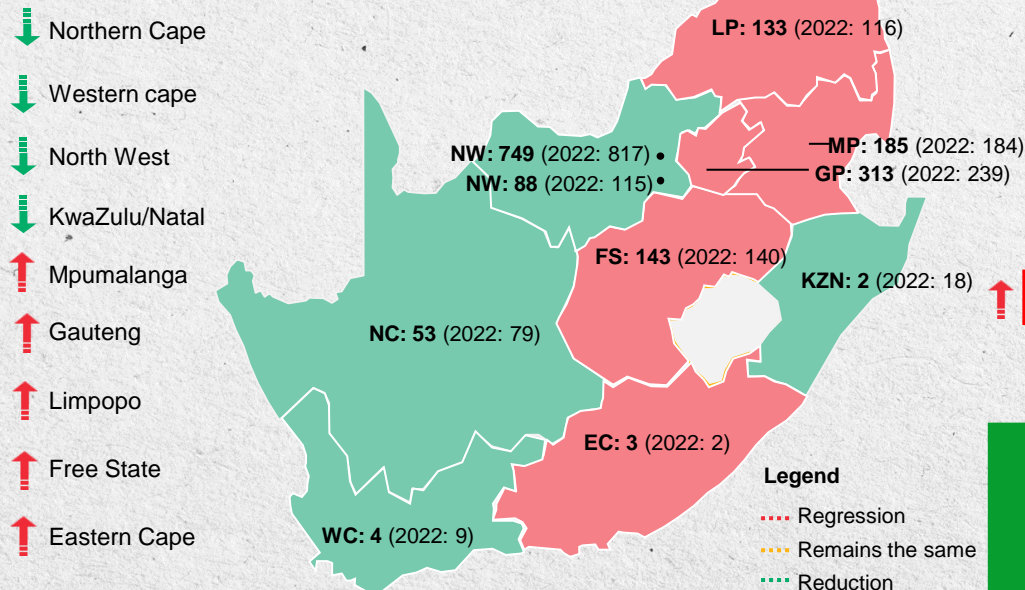 Northern Cape
Western cape
North West
KwaZulu/Natal
Mpumalanga
Gauteng
Limpopo
Free State
Eastern Cape
LP: 133 (2022: 116)
NW: 749 (2022: 817)
NW: 88 (2022: 115)
MP: 185 (2022: 184)
GP: 313 (2022: 239)
FS: 143 (2022: 140)
KZN: 2 (2022: 18)
NC: 53 (2022: 79)
EC: 3 (2022: 2)
WC: 4 (2022: 9)
Legend
Regression
Remains the same
Reduction